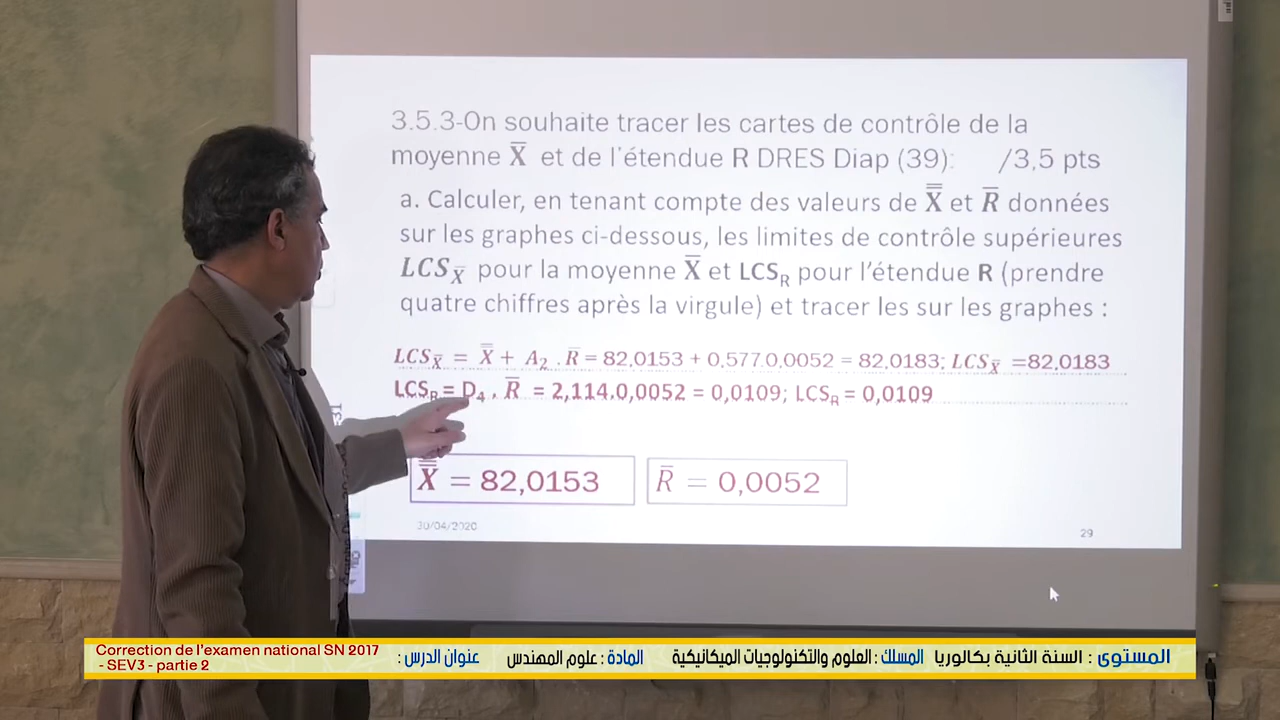 3.5.3-On souhaite tracer les cartes de contrôle de la
moyenne X̅ et de l'étendue R DRES Diap (39): /3,5 pts
a. Calculer, en tenant compte des valeurs de X̿ et R̅ données
sur les graphes ci-dessous, les limites de contrôle supérieures
LCS_X̅ pour la moyenne X̅ et LCS_R pour l'étendue R (prendre
quatre chiffres après la virgule) et tracer les sur les graphes :
LCS_X̅ = X̿ + A₂ . R̅ = 82,0153 + 0,577.0,0052 = 82,0183; LCS_X̅ =82,0183
LCS_R = D₄ . R̅ = 2,114.0,0052 = 0,0109; LCS_R = 0,0109
X̿ = 82,0153
R̅ = 0,0052
30/04/2020
29
المستوى : السنة الثانية بكالوريا المسلك : العلوم والتكنولوجيات الميكانيكية المادة : علوم المهندس عنوان الدرس :
Correction de l'examen national SN 2017
- SEV3 - partie 2